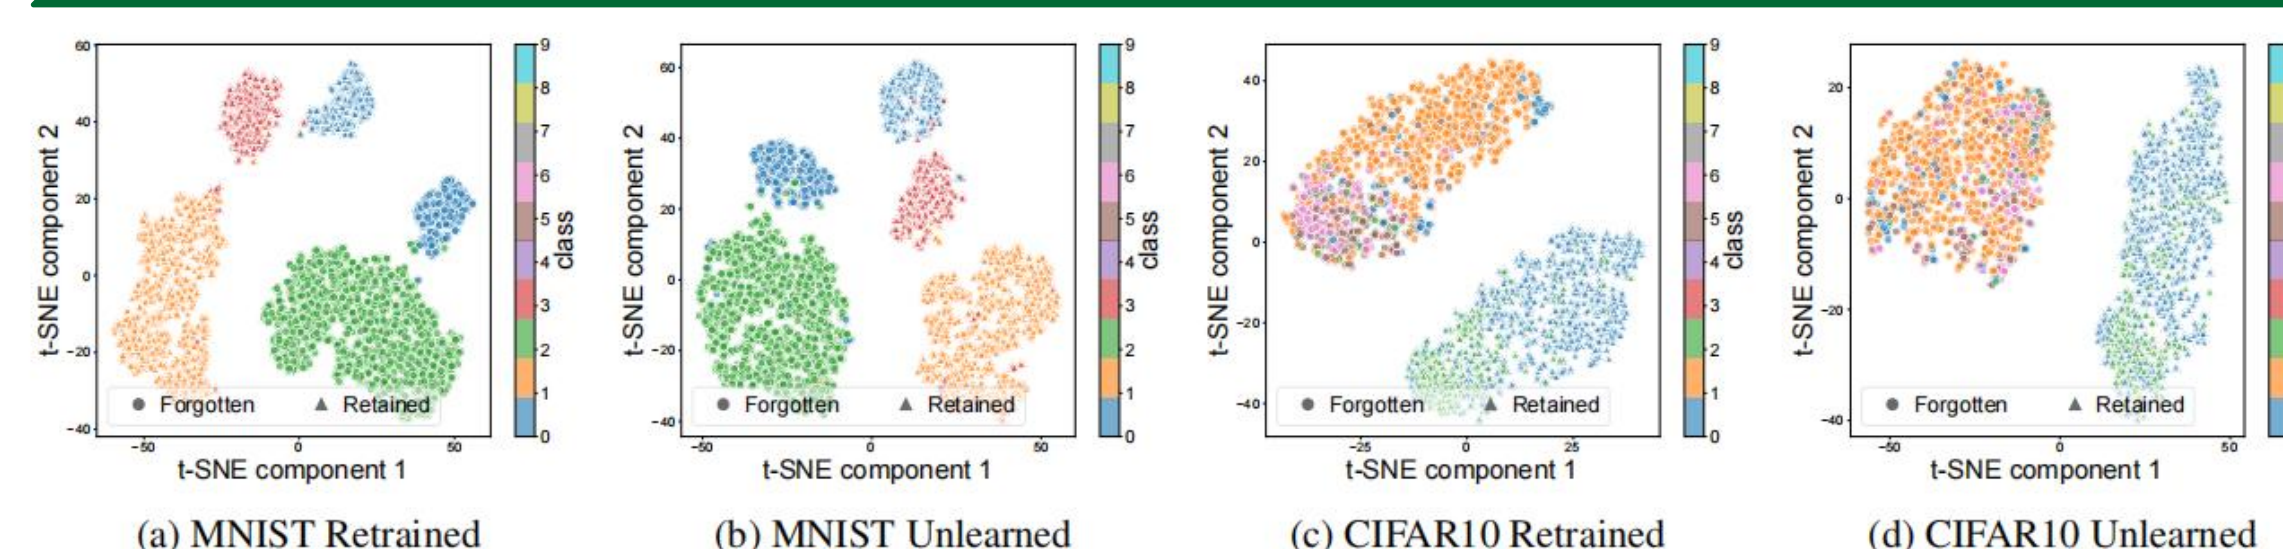 60
40
20
0
−20
−40
−50
0
50
t-SNE component 2
t-SNE component 1
Forgotten
Retained
9
8
7
6
5
4
3
2
1
0
class
(a) MNIST Retrained
60
40
20
0
−20
−40
−50
0
50
t-SNE component 2
t-SNE component 1
Forgotten
Retained
9
8
7
6
5
4
3
2
1
0
class
(b) MNIST Unlearned
40
20
0
−20
−40
−25
0
25
t-SNE component 2
t-SNE component 1
Forgotten
Retained
9
8
7
6
5
4
3
2
1
0
class
(c) CIFAR10 Retrained
20
0
−20
−40
−50
0
50
t-SNE component 2
t-SNE component 1
Forgotten
Retained
(d) CIFAR10 Unlearned